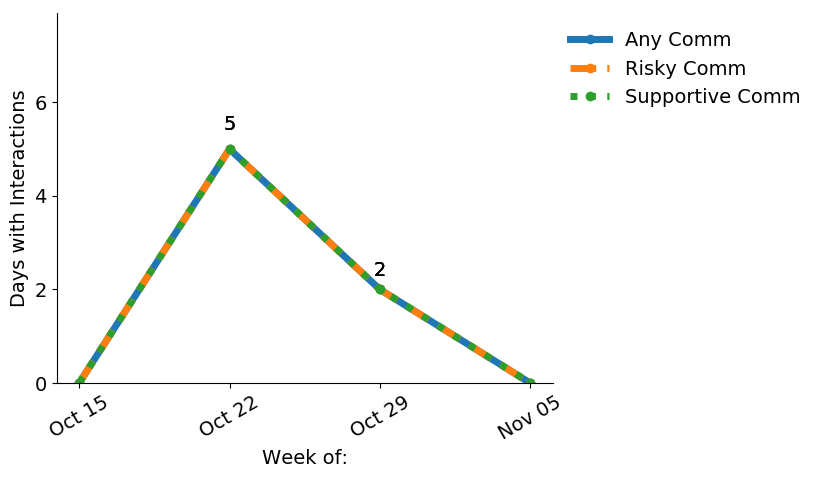 Any Comm
Risky Comm
Supportive Comm
Days with Interactions
6
4
2
0
5
2
Oct 15
Oct 22
Oct 29
Nov 05
Week of: